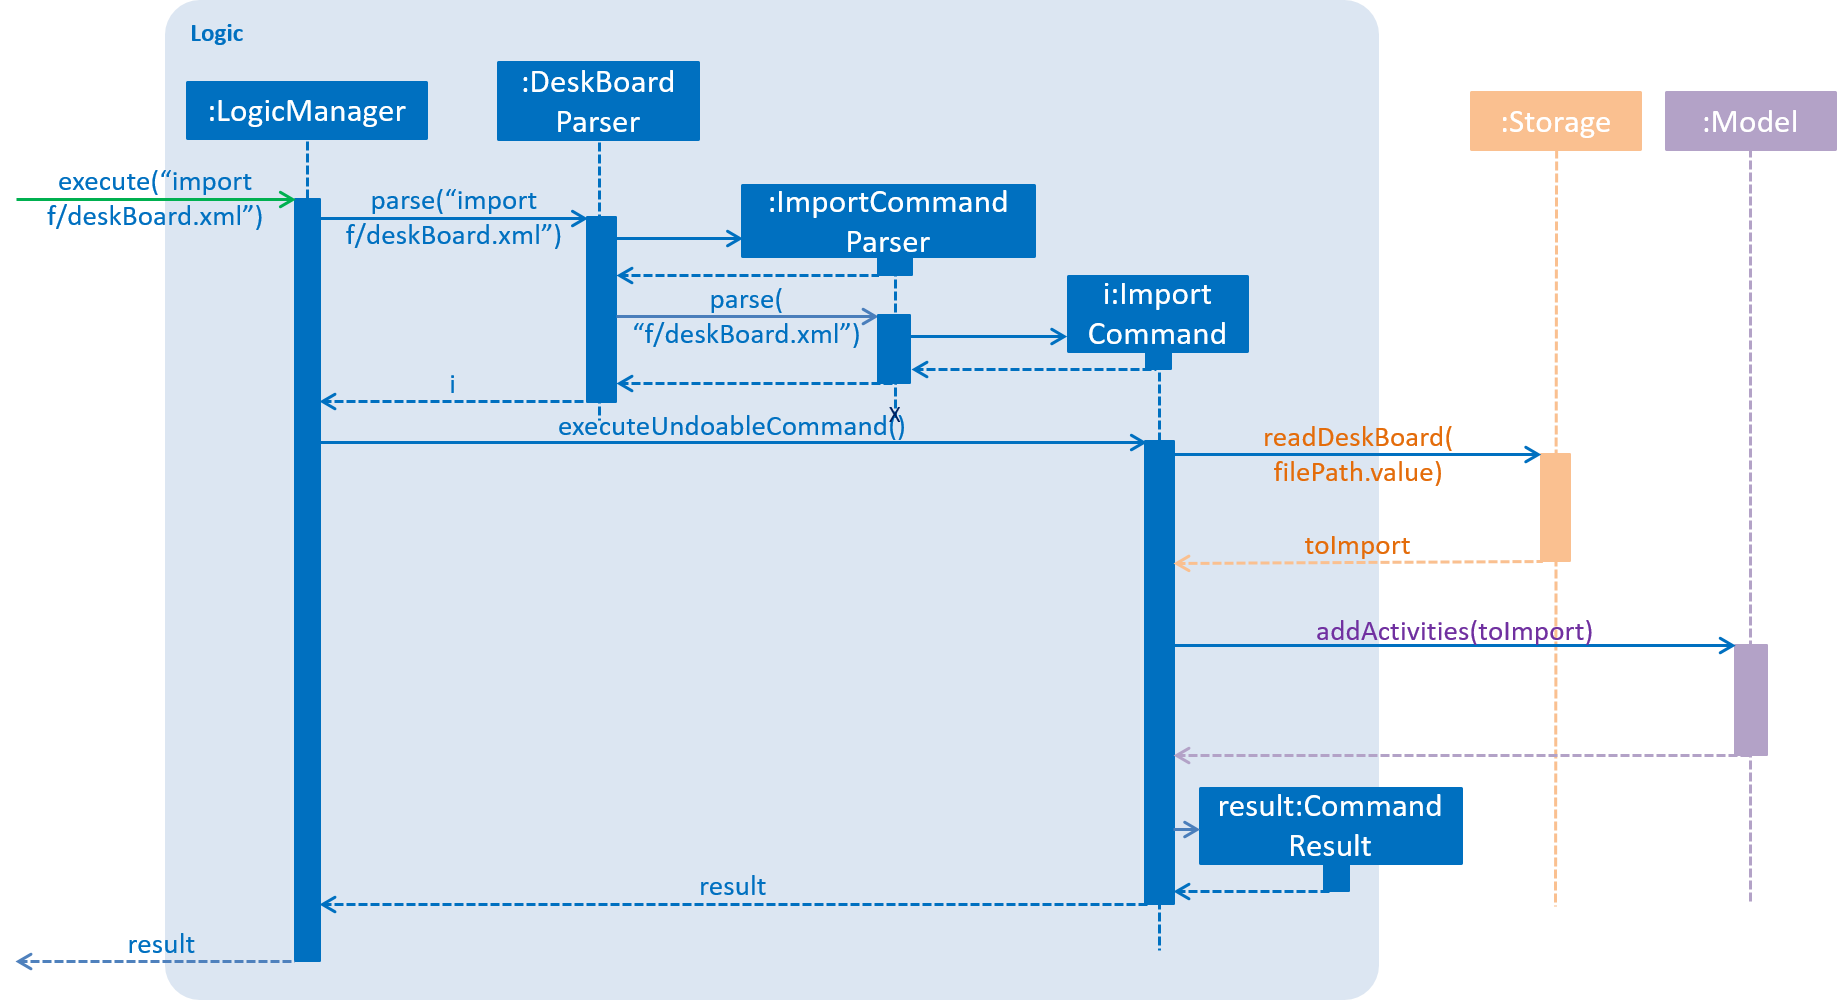 Logic
:LogicManager
:DeskBoard
Parser
:Storage
:Model
execute(“import
f/deskBoard.xml”)
parse(“import
f/deskBoard.xml”)
:ImportCommand
Parser
parse(
“f/deskBoard.xml”)
i:Import
Command
i
X
executeUndoableCommand()
readDeskBoard(
filePath.value)
toImport
addActivities(toImport)
result:Command
Result
result
result